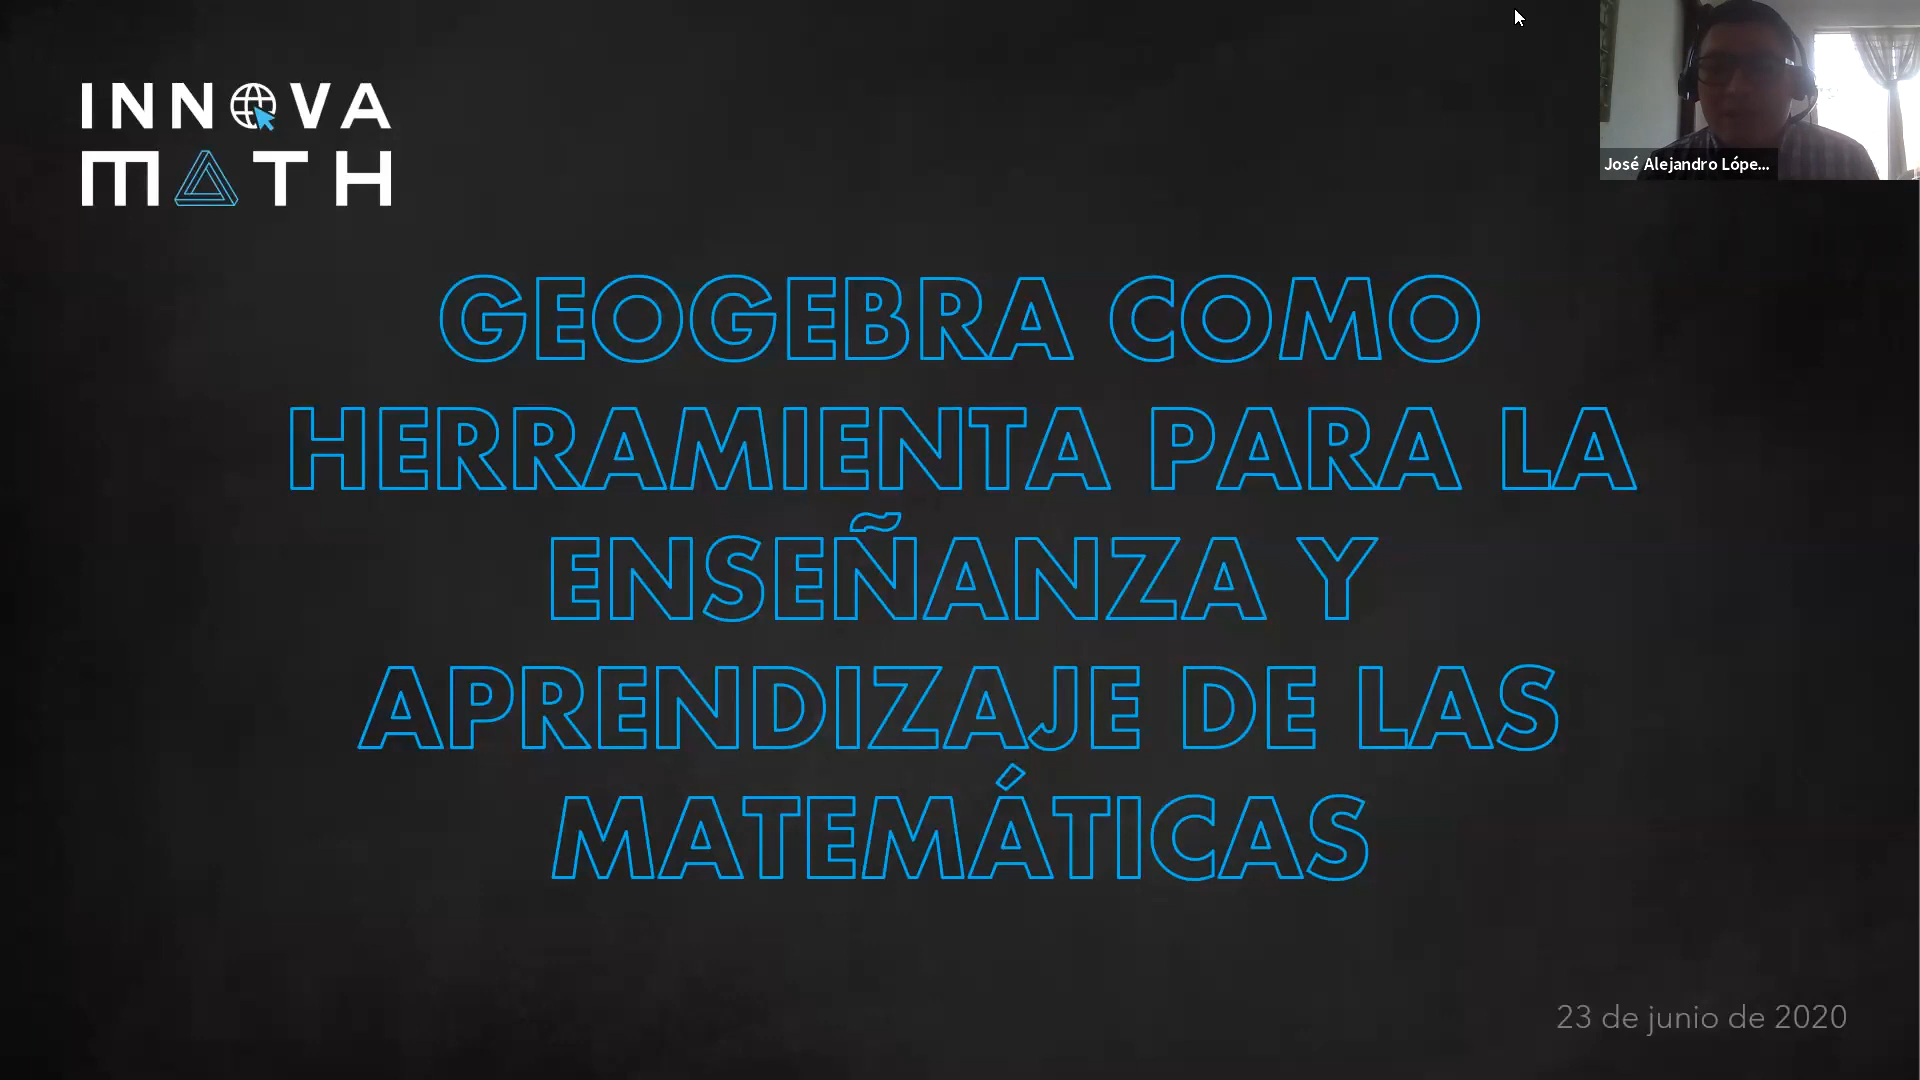 INNOVA
MATH
José Alejandro Lópe...
GEOGEBRA COMO
HERRAMIENTA PARA LA
ENSEÑANZA Y
APRENDIZAJE DE LAS
MATEMÁTICAS
23 de junio de 2020